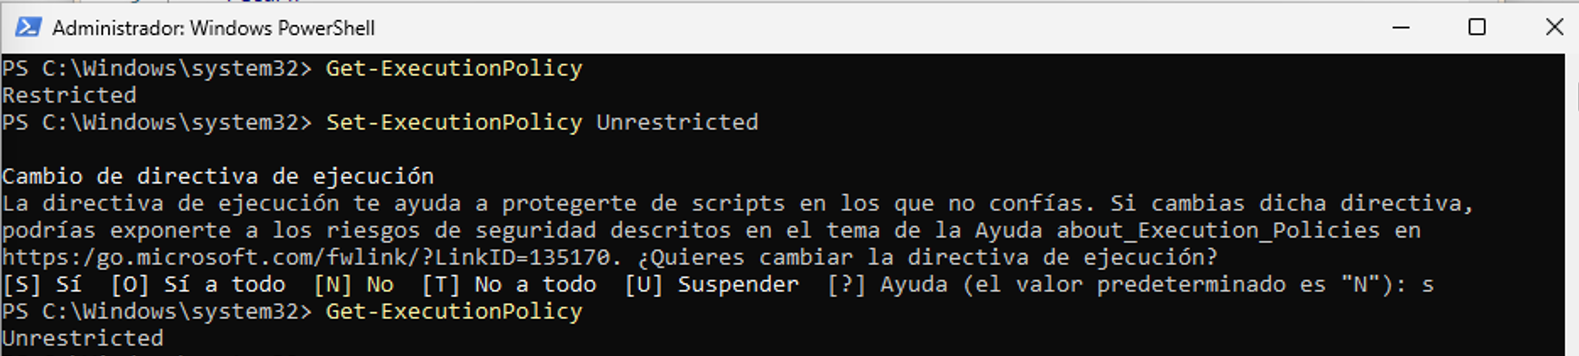 Administrador: Windows PowerShell
PS C:\Windows\system32> Get-ExecutionPolicy
Restricted
PS C:\Windows\system32> Set-ExecutionPolicy Unrestricted
Cambio de directiva de ejecución
La directiva de ejecución te ayuda a protegerte de scripts en los que no confías. Si cambias dicha directiva,
podrías exponerte a los riesgos de seguridad descritos en el tema de la Ayuda about_Execution_Policies en
https:/go.microsoft.com/fwlink/?LinkID=135170. ¿Quieres cambiar la directiva de ejecución?
[S] Sí  [O] Sí a todo  [N] No  [T] No a todo  [U] Suspender  [?] Ayuda (el valor predeterminado es "N"): s
PS C:\Windows\system32> Get-ExecutionPolicy
Unrestricted